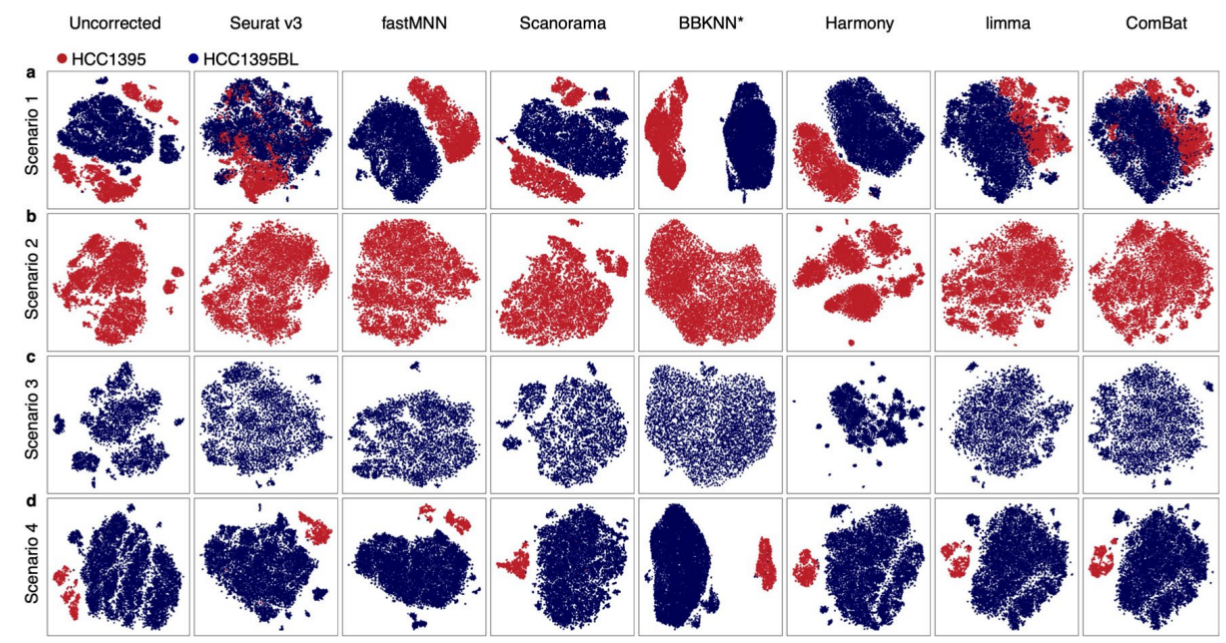 Uncorrected Seurat v3 fastMNN Scanorama BBKNN* Harmony limma ComBat
HCC1395 HCC1395BL
a
Scenario 1
b
Scenario 2
c
Scenario 3
d
Scenario 4